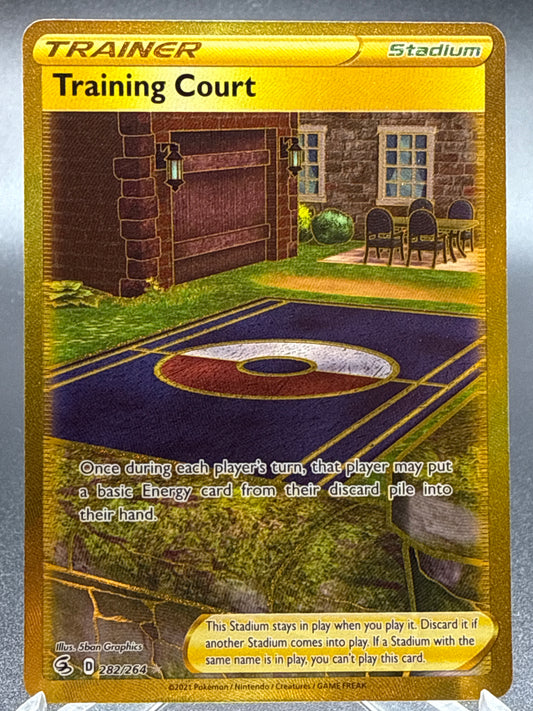 TRAINER Stadium
Training Court
Once during each player's turn, that player may put
a basic Energy card from their discard pile into
their hand.
This Stadium stays in play when you play it. Discard it if
another Stadium comes into play. If a Stadium with the
same name is in play, you can't play this card.
Illus. 5ban Graphics
D 282/264
©2021 Pokémon / Nintendo / Creatures / GAME FREAK